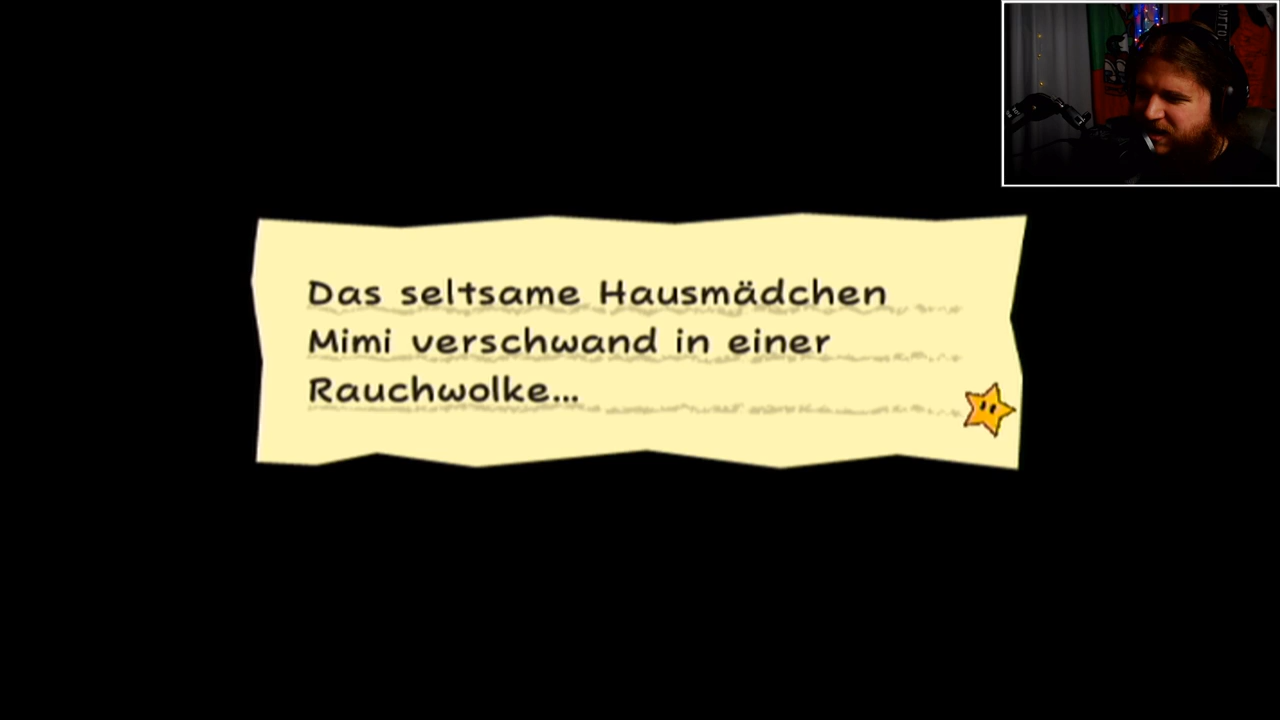 Das seltsame Hausmädchen
Mimi verschwand in einer
Rauchwolke...